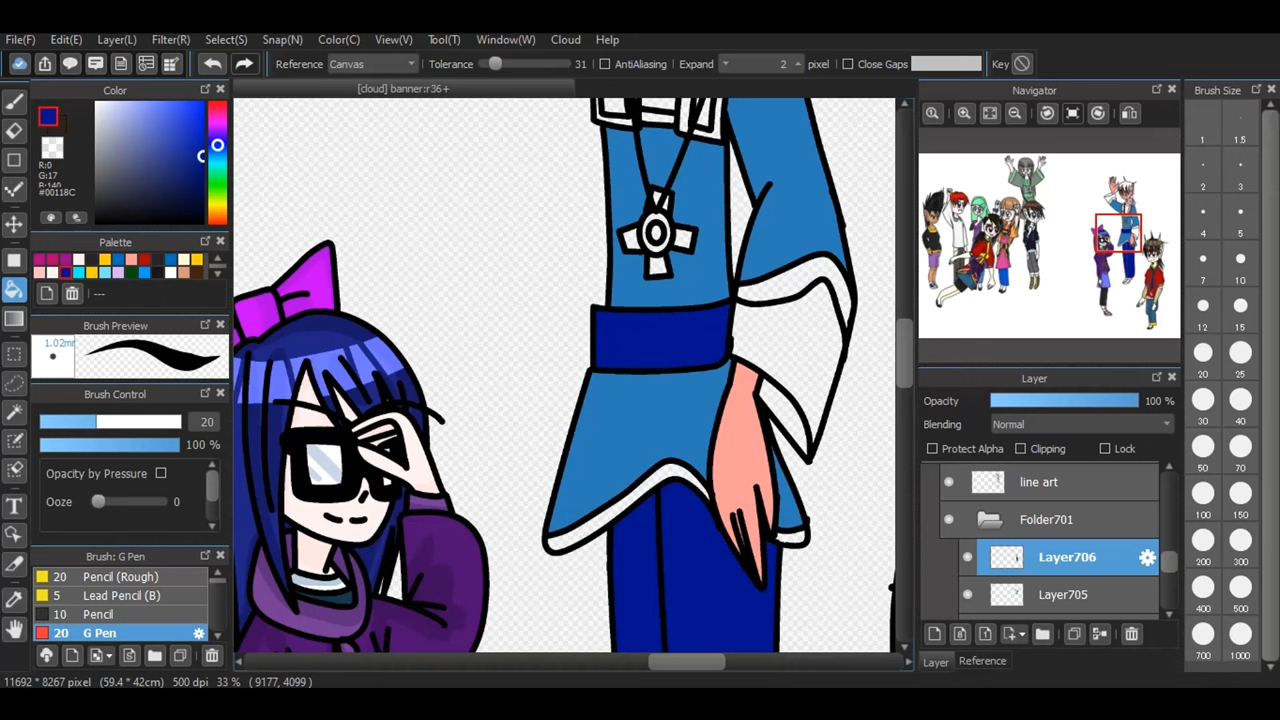 File(F) Edit(E) Layer(L) Filter(R) Select(S) Snap(N) Color(C) View(V) Tool(T) Window(W) Cloud Help
Reference Canvas Tolerance 31 AntiAliasing Expand 2 pixel Close Gaps Key
Color
[cloud] banner:r36+
Navigator
Brush Size
R:0
G:17
B:140
#00118C
Palette
---
Brush Preview
1.02mm
Brush Control
20
100 %
Opacity by Pressure
Ooze 0
Brush: G Pen
20 Pencil (Rough)
5 Lead Pencil (B)
10 Pencil
20 G Pen
Layer
Opacity 100 %
Blending Normal
Protect Alpha Clipping Lock
line art
Folder701
Layer706
Layer705
Layer Reference
1 1.5
2 3
4 5
7 10
12 15
20 25
30 40
50 70
100 150
200 300
400 500
700 1000
11692 * 8267 pixel (59.4 * 42cm) 500 dpi 33 % ( 9177, 4099 )